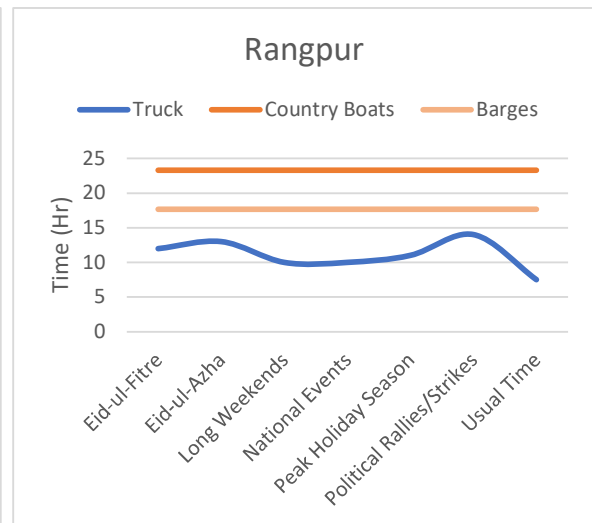 Rangpur
Truck Country Boats Barges
Time (Hr)
25
20
15
10
5
0
Eid-ul-Fitre
Eid-ul-Azha
Long Weekends
National Events
Peak Holiday Season
Political Rallies/Strikes
Usual Time